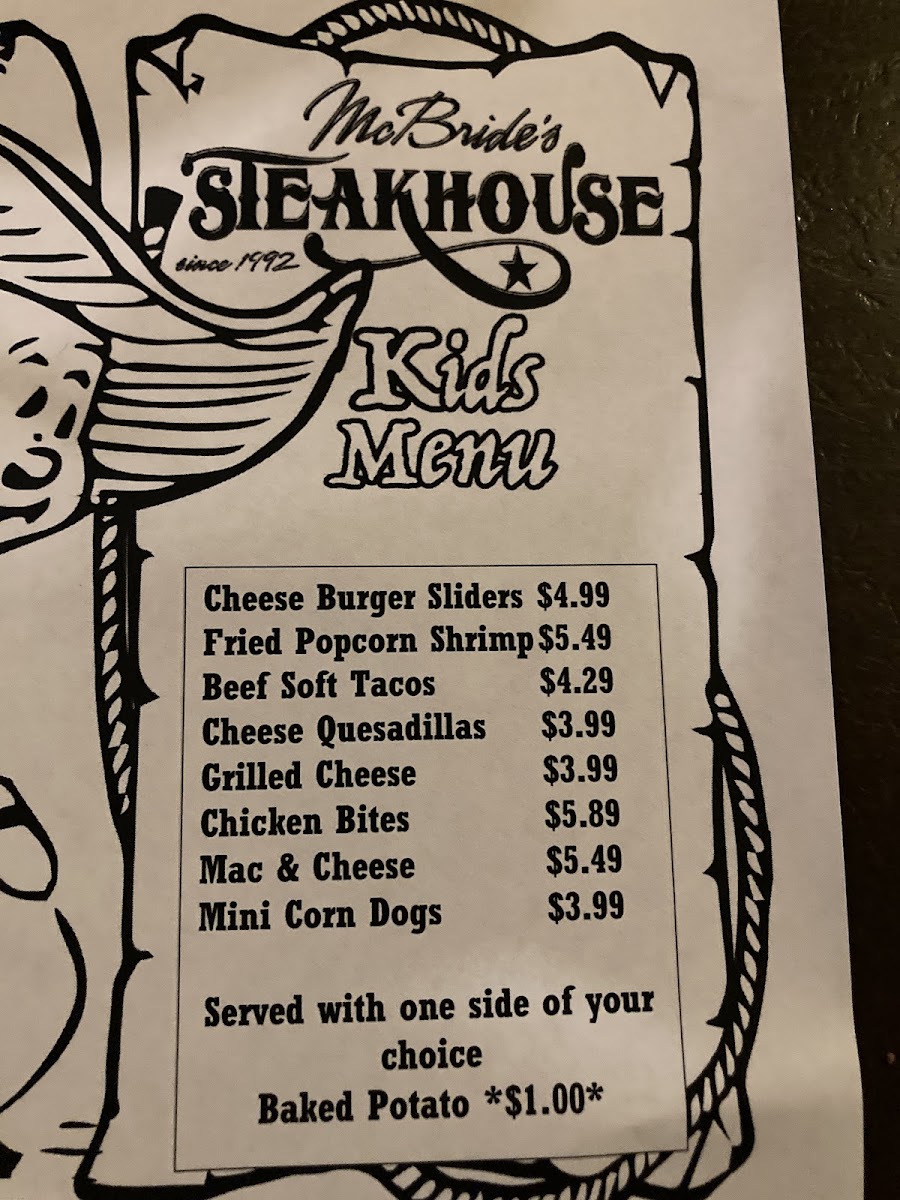 McBride's
STEAKHOUSE
since 1992
Kids
Menu
Cheese Burger Sliders $4.99
Fried Popcorn Shrimp $5.49
Beef Soft Tacos $4.29
Cheese Quesadillas $3.99
Grilled Cheese $3.99
Chicken Bites $5.89
Mac & Cheese $5.49
Mini Corn Dogs $3.99
Served with one side of your
choice
Baked Potato *$1.00*